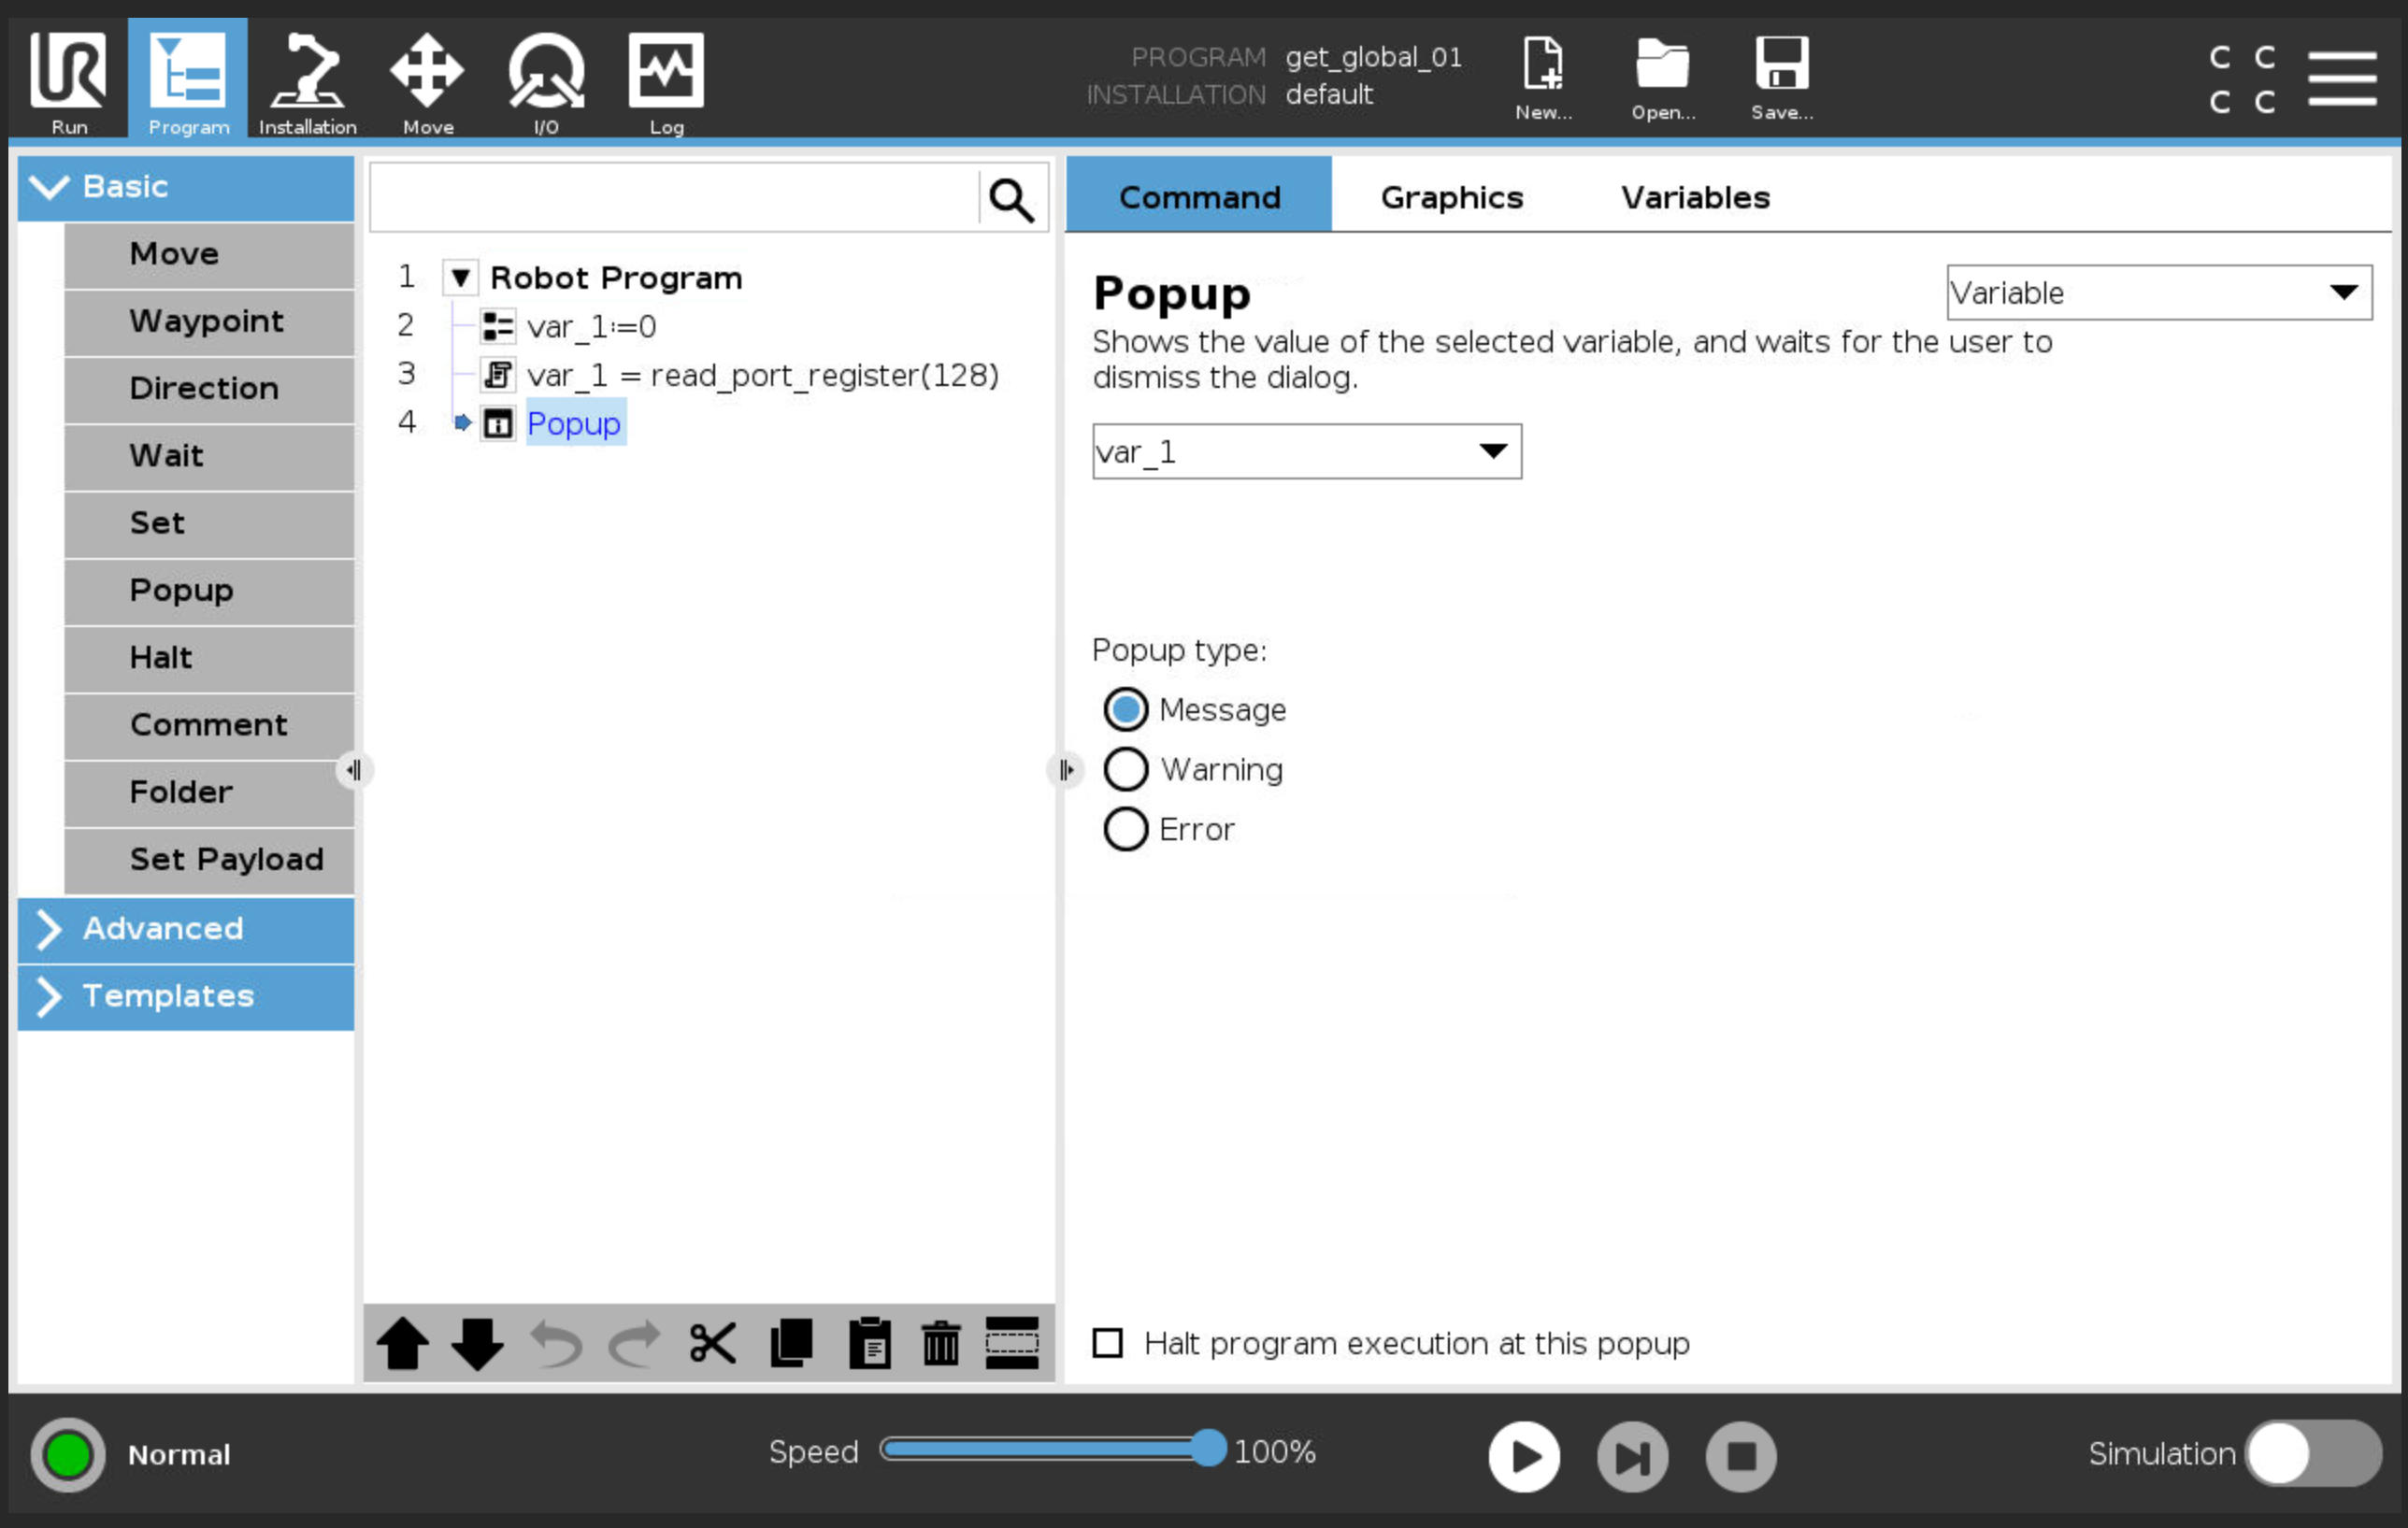 Run
Program
Installation
Move
I/O
Log
PROGRAM get_global_01
INSTALLATION default
New...
Open...
Save...
C C
C C
Basic
Move
Waypoint
Direction
Wait
Set
Popup
Halt
Comment
Folder
Set Payload
Advanced
Templates
1 Robot Program
2 var_1:=0
3 var_1 = read_port_register(128)
4 Popup
Command
Graphics
Variables
Popup
Variable
Shows the value of the selected variable, and waits for the user to
dismiss the dialog.
var_1
Popup type:
Message
Warning
Error
Halt program execution at this popup
Normal
Speed 100%
Simulation